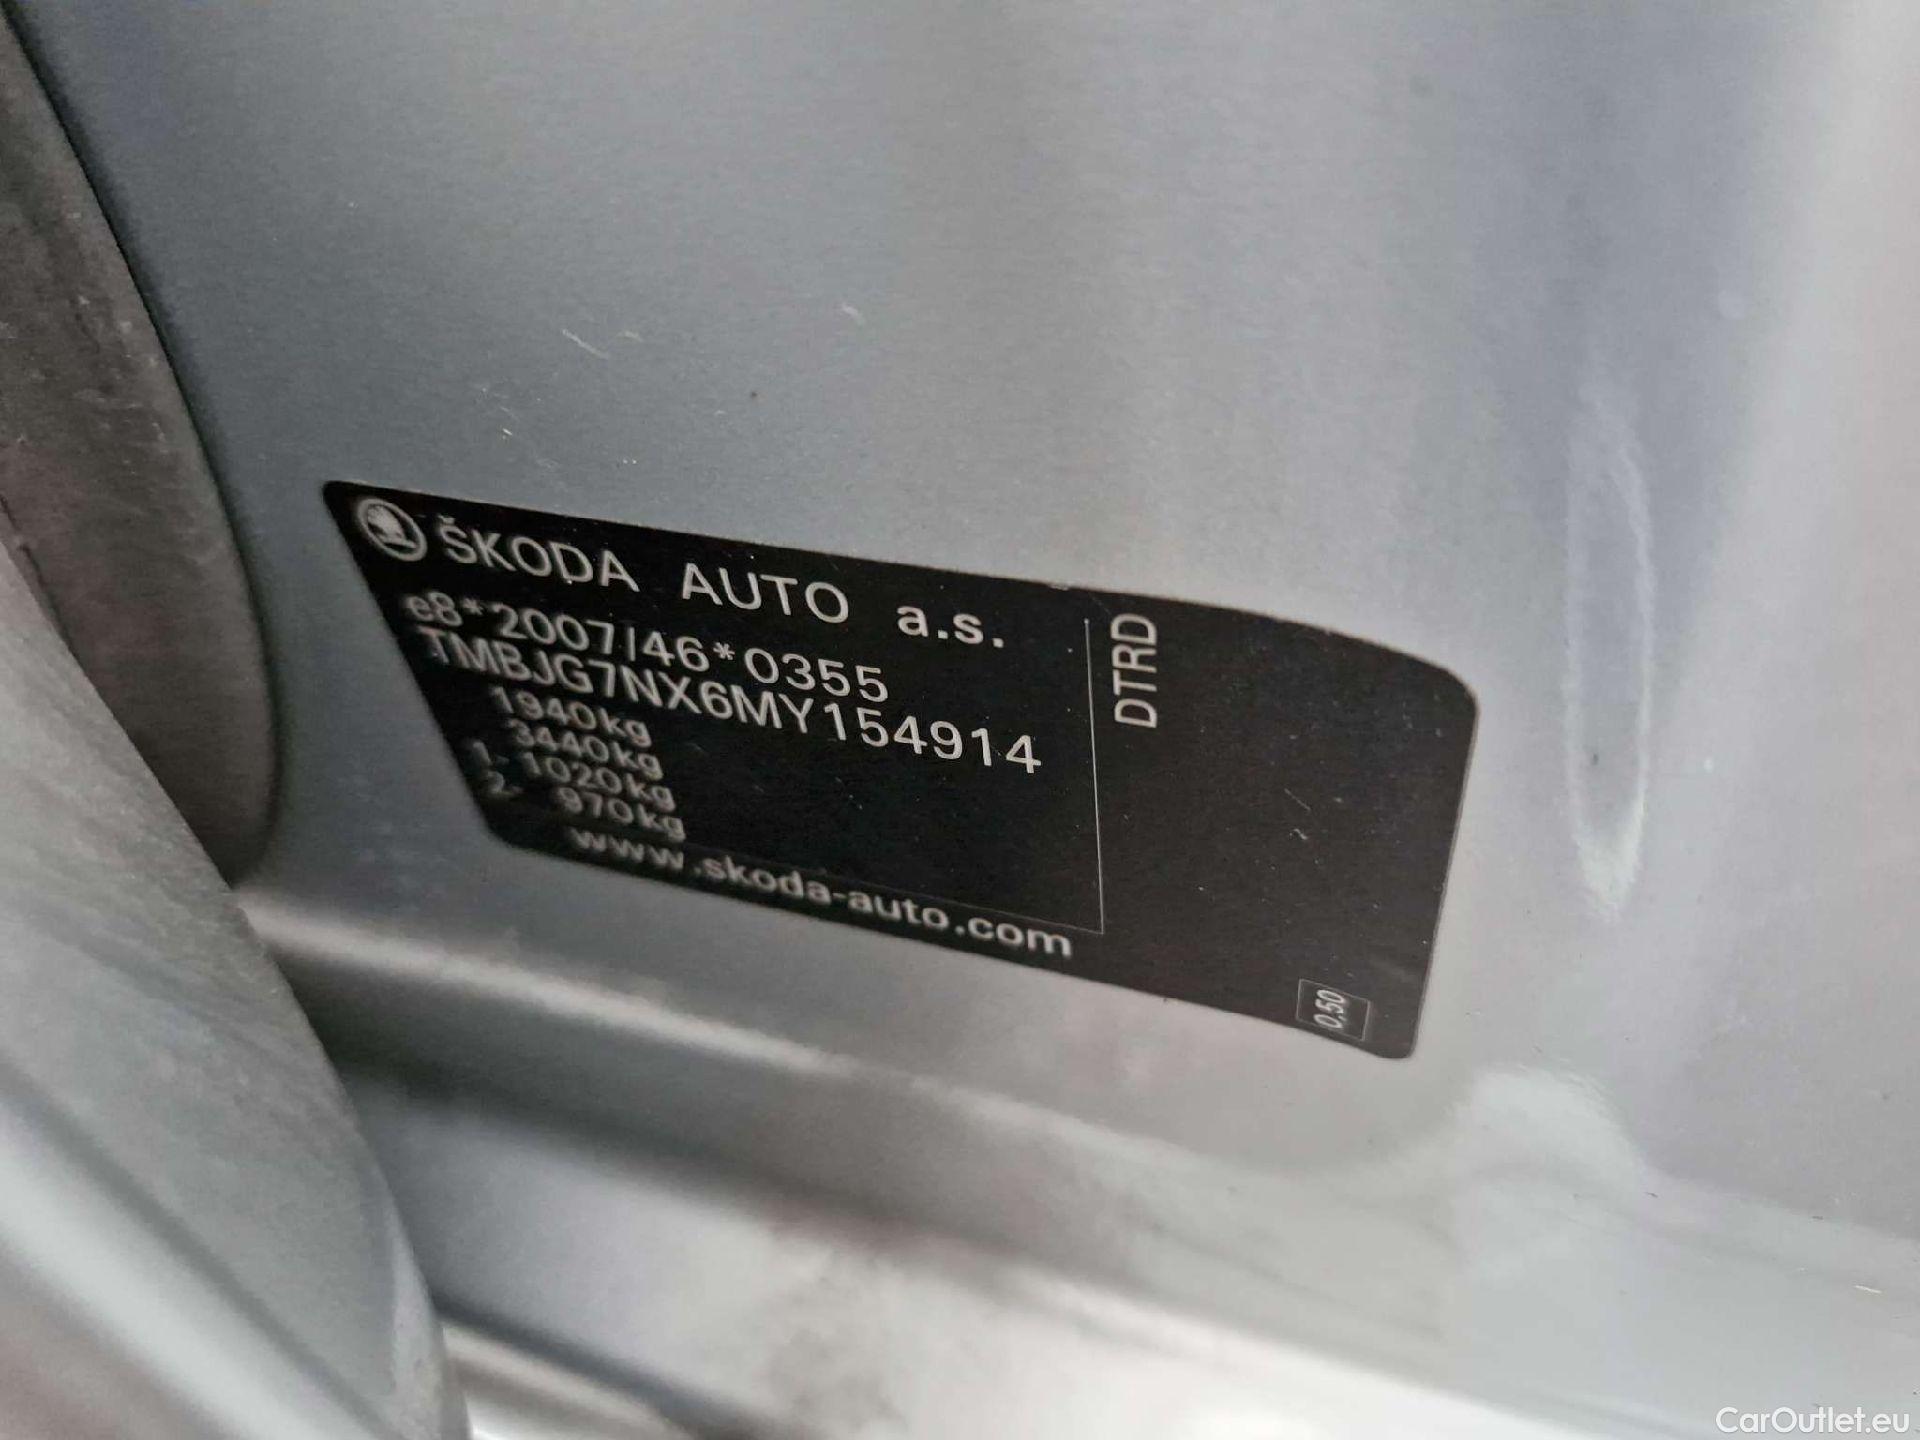 ŠKODA AUTO a.s.
e8*2007/46*0355
TMBJG7NX6MY154914
1940kg
3440kg
1- 1020kg
2- 970kg
www.skoda-auto.com
DTRD
0,50
CarOutlet.eu